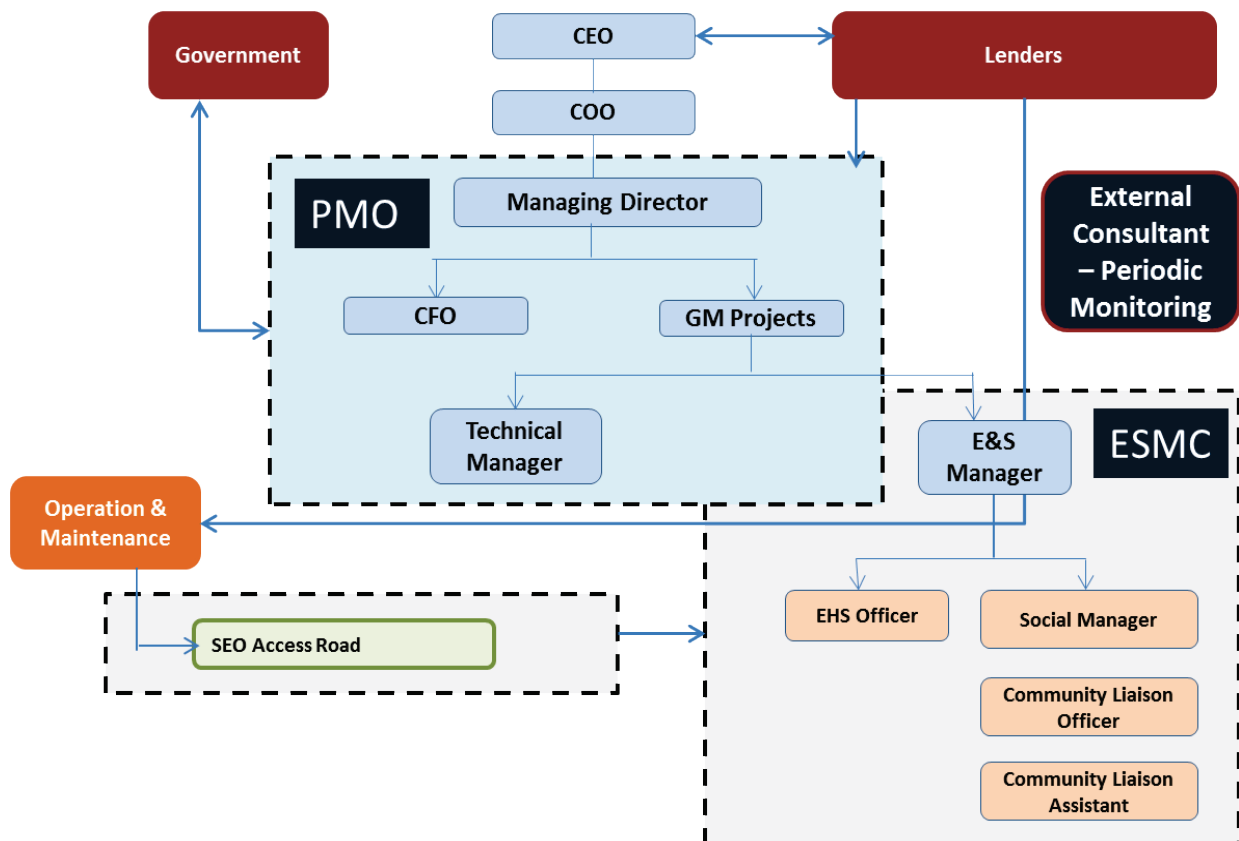 Government
CEO
Lenders
COO
PMO
Managing Director
External
Consultant
– Periodic
Monitoring
CFO
GM Projects
Technical
Manager
E&S
Manager
ESMC
Operation &
Maintenance
SEO Access Road
EHS Officer
Social Manager
Community Liaison
Officer
Community Liaison
Assistant